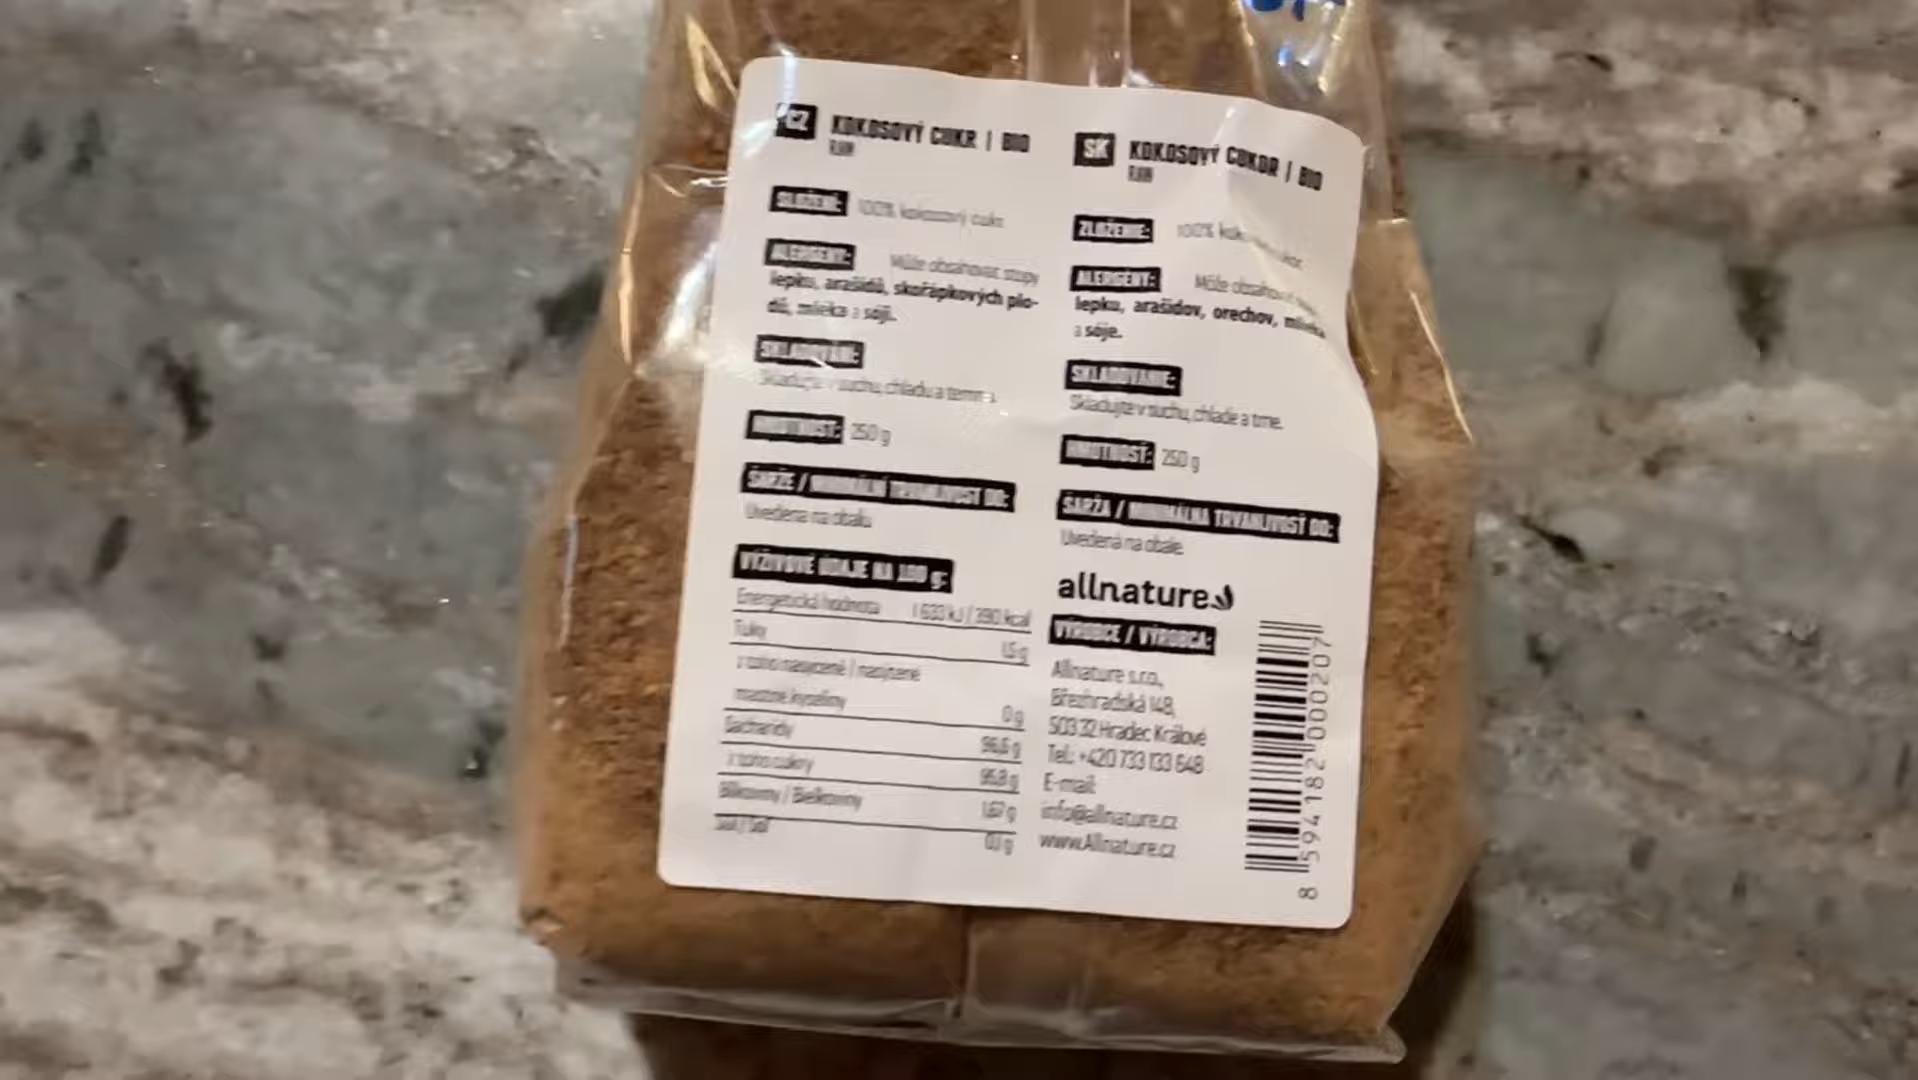 CZ KOKOSOVÝ CUKR | BIO
RAW
SLOŽENÍ: 100% kokosový cukr
ALERGENY: Může obsahovat stopy
lepku, arašídů, skořápkových plo-
dů, mléka a sóji.
SKLADOVÁNÍ:
Skladujte v suchu, chladu a temnu.
HMOTNOST: 250 g
ŠARŽE / MINIMÁLNÍ TRVANLIVOST DO:
Uvedena na obalu
VÝŽIVOVÉ ÚDAJE NA 100 g:
Energetická hodnota 1 633 kJ / 390 kcal
Tuky 1,5 g
z toho nasycené / nasýtené
mastné kyseliny 0 g
Sacharidy 96,6 g
z toho cukry 95,8 g
Bílkoviny / Bielkoviny 1,67 g
Sůl / Soľ 0,1 g
SK KOKOSOVÝ CUKOR | BIO
RAW
ZLOŽENIE: 100%
ALERGÉNY: Môže
lepku, arašidov, orechov, mlieka
a sóje.
SKLADOVANIE:
Skladujte v suchu, chlade a tme.
HMOTNOSŤ: 250 g
ŠARŽA / MINIMÁLNA TRVANLIVOSŤ DO:
Uvedená na obale.
allnature
VÝROBCE / VÝROBCA:
Allnature s.r.o.,
Březhradská 148,
503 32 Hradec Králové
Tel.: +420 733 133 648
E-mail:
info@allnature.cz
www.Allnature.cz
8 594182 000207